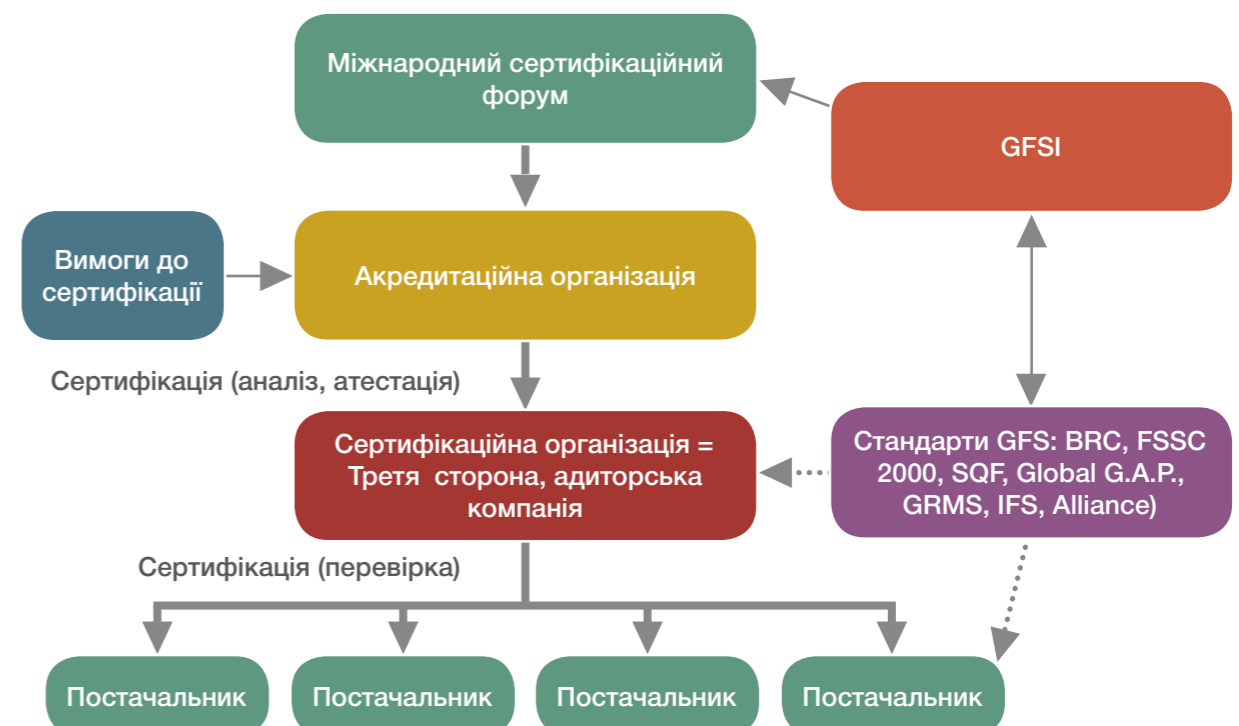 Міжнародний сертифікаційний
форум
GFSI
Вимоги до
сертифікації
Акредитаційна організація
Сертифікація (аналіз, атестація)
Сертифікаційна організація =
Третя сторона, адиторська
компанія
Стандарти GFS: BRC, FSSC
2000, SQF, Global G.A.P.,
GRMS, IFS, Alliance)
Сертифікація (перевірка)
Постачальник
Постачальник
Постачальник
Постачальник